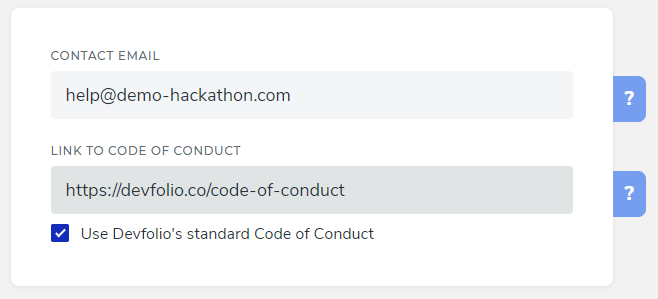 CONTACT EMAIL
help@demo-hackathon.com
?
LINK TO CODE OF CONDUCT
https://devfolio.co/code-of-conduct
?
Use Devfolio's standard Code of Conduct